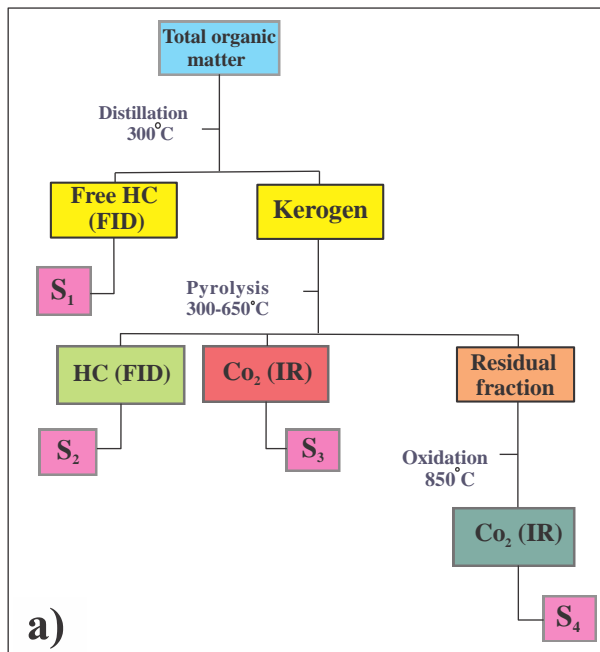 Total organic
matter
Distillation
300°C
Free HC
(FID)
Kerogen
S₁
Pyrolysis
300-650°C
HC (FID)
Co₂ (IR)
Residual
fraction
S₂
S₃
Oxidation
850°C
Co₂ (IR)
S₄
a)